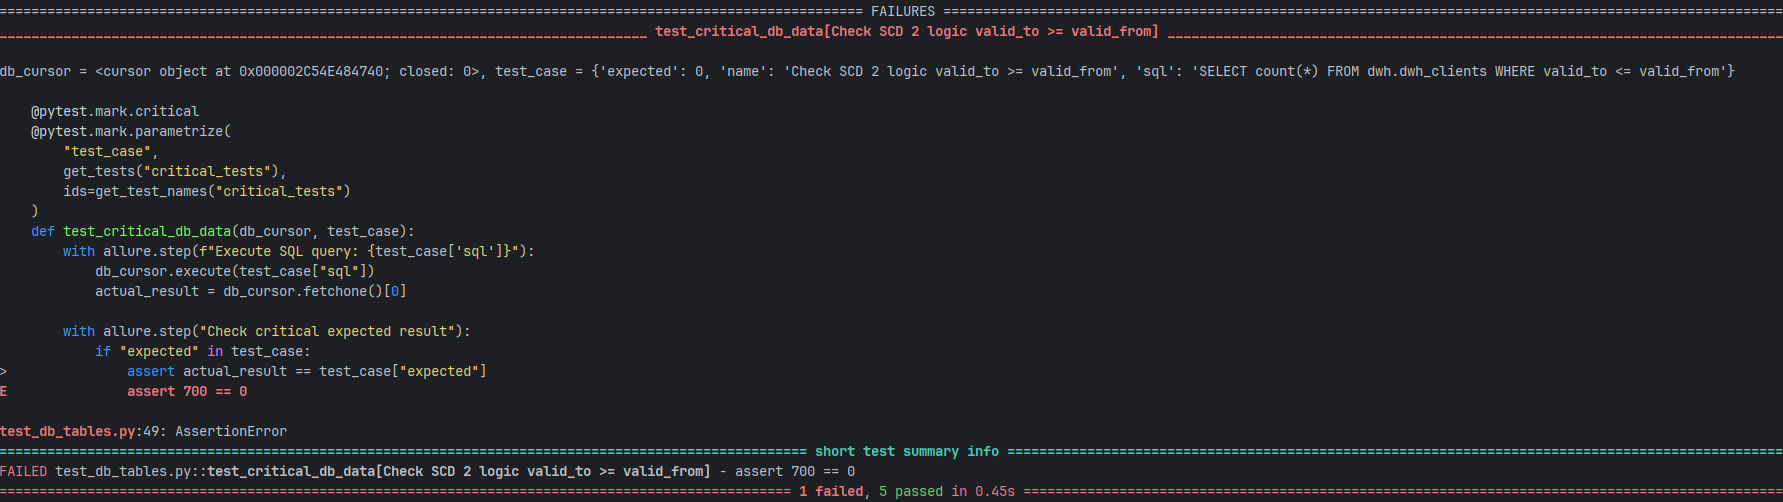 ============================================================================================================ FAILURES =========================================================================================================
_________________________________________________________________________________ test_critical_db_data[Check SCD 2 logic valid_to >= valid_from] _____________________________________________________________________________
db_cursor = <cursor object at 0x000002C54E484740; closed: 0>, test_case = {'expected': 0, 'name': 'Check SCD 2 logic valid_to >= valid_from', 'sql': 'SELECT count(*) FROM dwh.dwh_clients WHERE valid_to <= valid_from'}
    @pytest.mark.critical
    @pytest.mark.parametrize(
        "test_case",
        get_tests("critical_tests"),
        ids=get_test_names("critical_tests")
    )
    def test_critical_db_data(db_cursor, test_case):
        with allure.step(f"Execute SQL query: {test_case['sql']}"):
            db_cursor.execute(test_case["sql"])
            actual_result = db_cursor.fetchone()[0]
        with allure.step("Check critical expected result"):
            if "expected" in test_case:
>               assert actual_result == test_case["expected"]
E               assert 700 == 0
test_db_tables.py:49: AssertionError
===================================================================================================== short test summary info =================================================================================================
FAILED test_db_tables.py::test_critical_db_data[Check SCD 2 logic valid_to >= valid_from] - assert 700 == 0
=================================================================================================== 1 failed, 5 passed in 0.45s ===============================================================================================